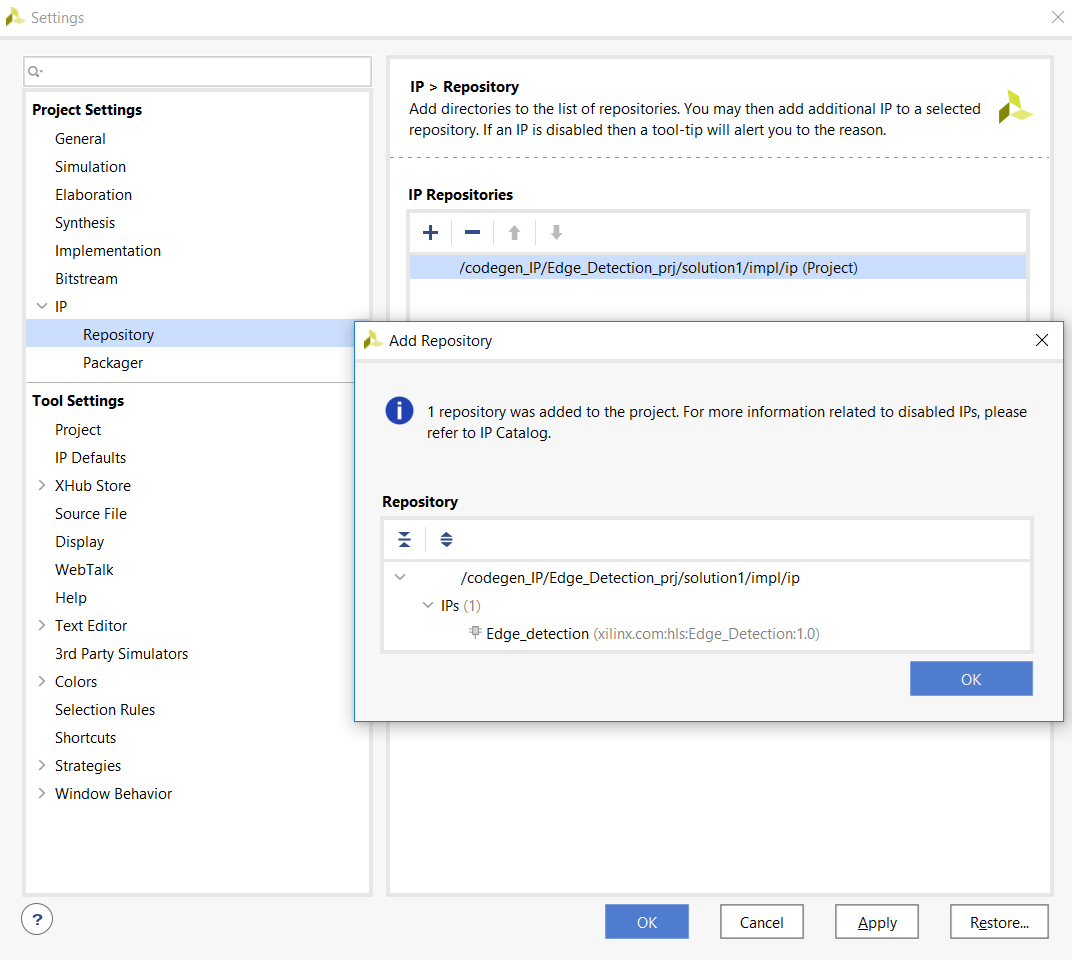 Settings
Project Settings
General
Simulation
Elaboration
Synthesis
Implementation
Bitstream
IP
Repository
Packager
Tool Settings
Project
IP Defaults
XHub Store
Source File
Display
WebTalk
Help
Text Editor
3rd Party Simulators
Colors
Selection Rules
Shortcuts
Strategies
Window Behavior
IP > Repository
Add directories to the list of repositories. You may then add additional IP to a selected
repository. If an IP is disabled then a tool-tip will alert you to the reason.
IP Repositories
/codegen_IP/Edge_Detection_prj/solution1/impl/ip (Project)
Add Repository
1 repository was added to the project. For more information related to disabled IPs, please
refer to IP Catalog.
Repository
/codegen_IP/Edge_Detection_prj/solution1/impl/ip
IPs (1)
Edge_detection (xilinx.com:hls:Edge_Detection:1.0)
OK
?
OK
Cancel
Apply
Restore...